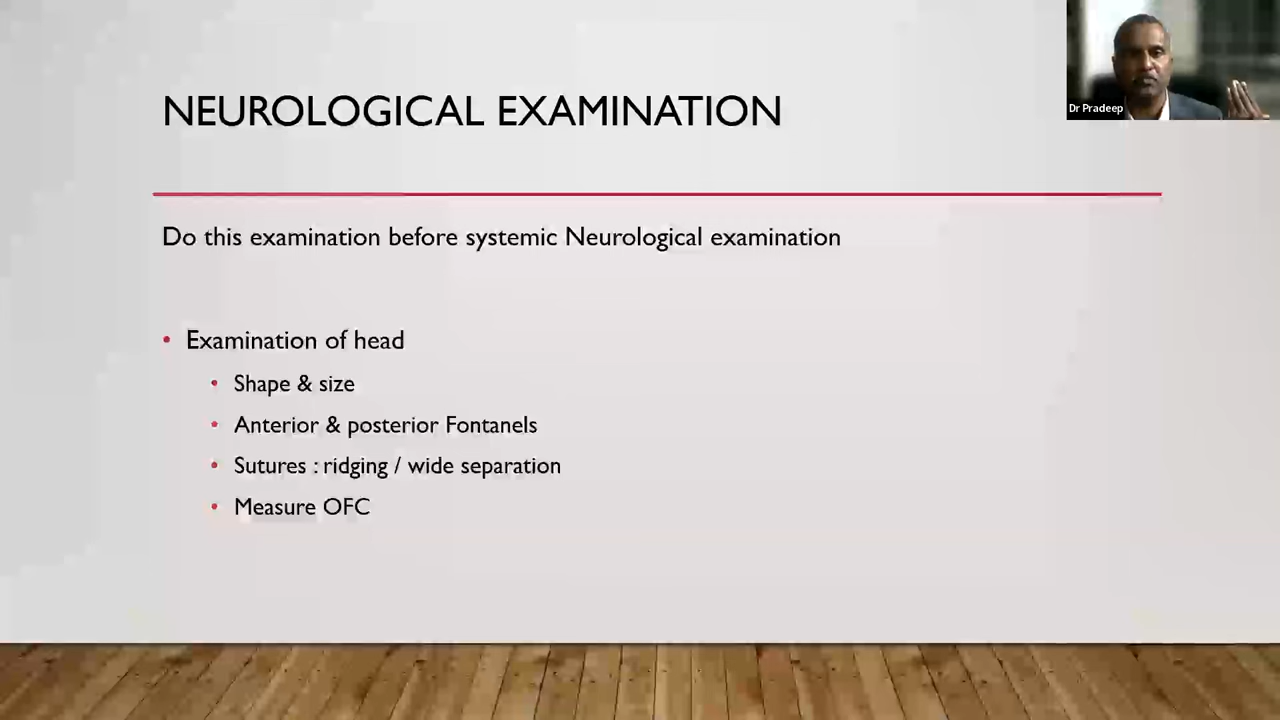 NEUROLOGICAL EXAMINATION
Dr Pradeep
Do this examination before systemic Neurological examination
• Examination of head
• Shape & size
• Anterior & posterior Fontanels
• Sutures : ridging / wide separation
• Measure OFC